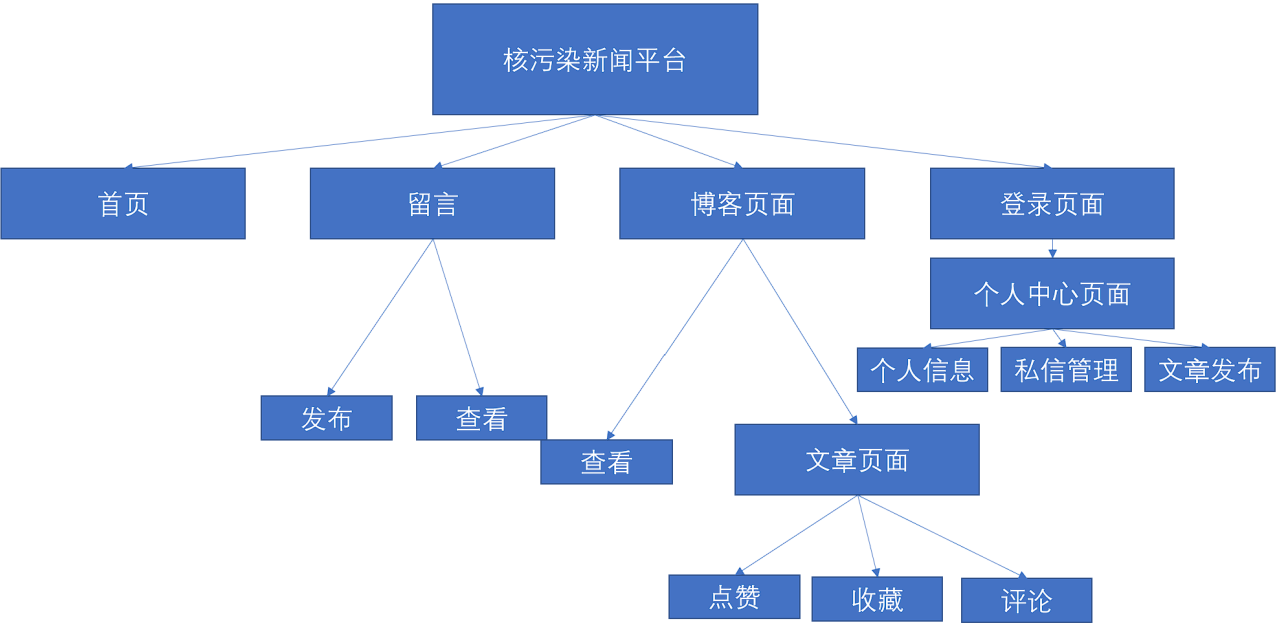 核污染新闻平台
首页
留言
博客页面
登录页面
个人中心页面
个人信息
私信管理
文章发布
发布
查看
查看
文章页面
点赞
收藏
评论